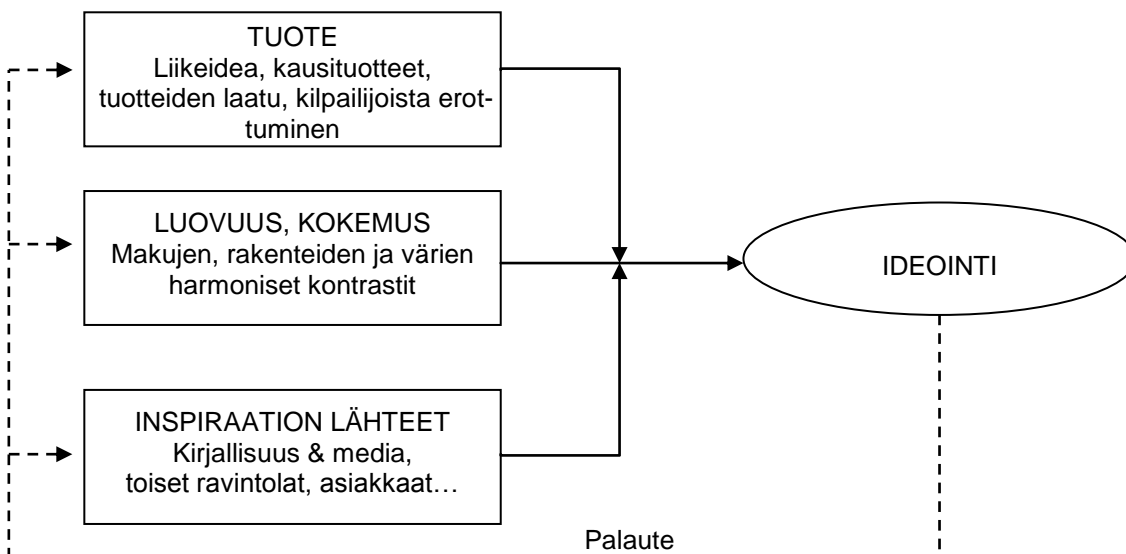 TUOTE
Liikeidea, kausituotteet,
tuotteiden laatu, kilpailijoista erot-
tuminen
LUOVUUS, KOKEMUS
Makujen, rakenteiden ja värien
harmoniset kontrastit
IDEOINTI
INSPIRAATION LÄHTEET
Kirjallisuus & media,
toiset ravintolat, asiakkaat…
Palaute